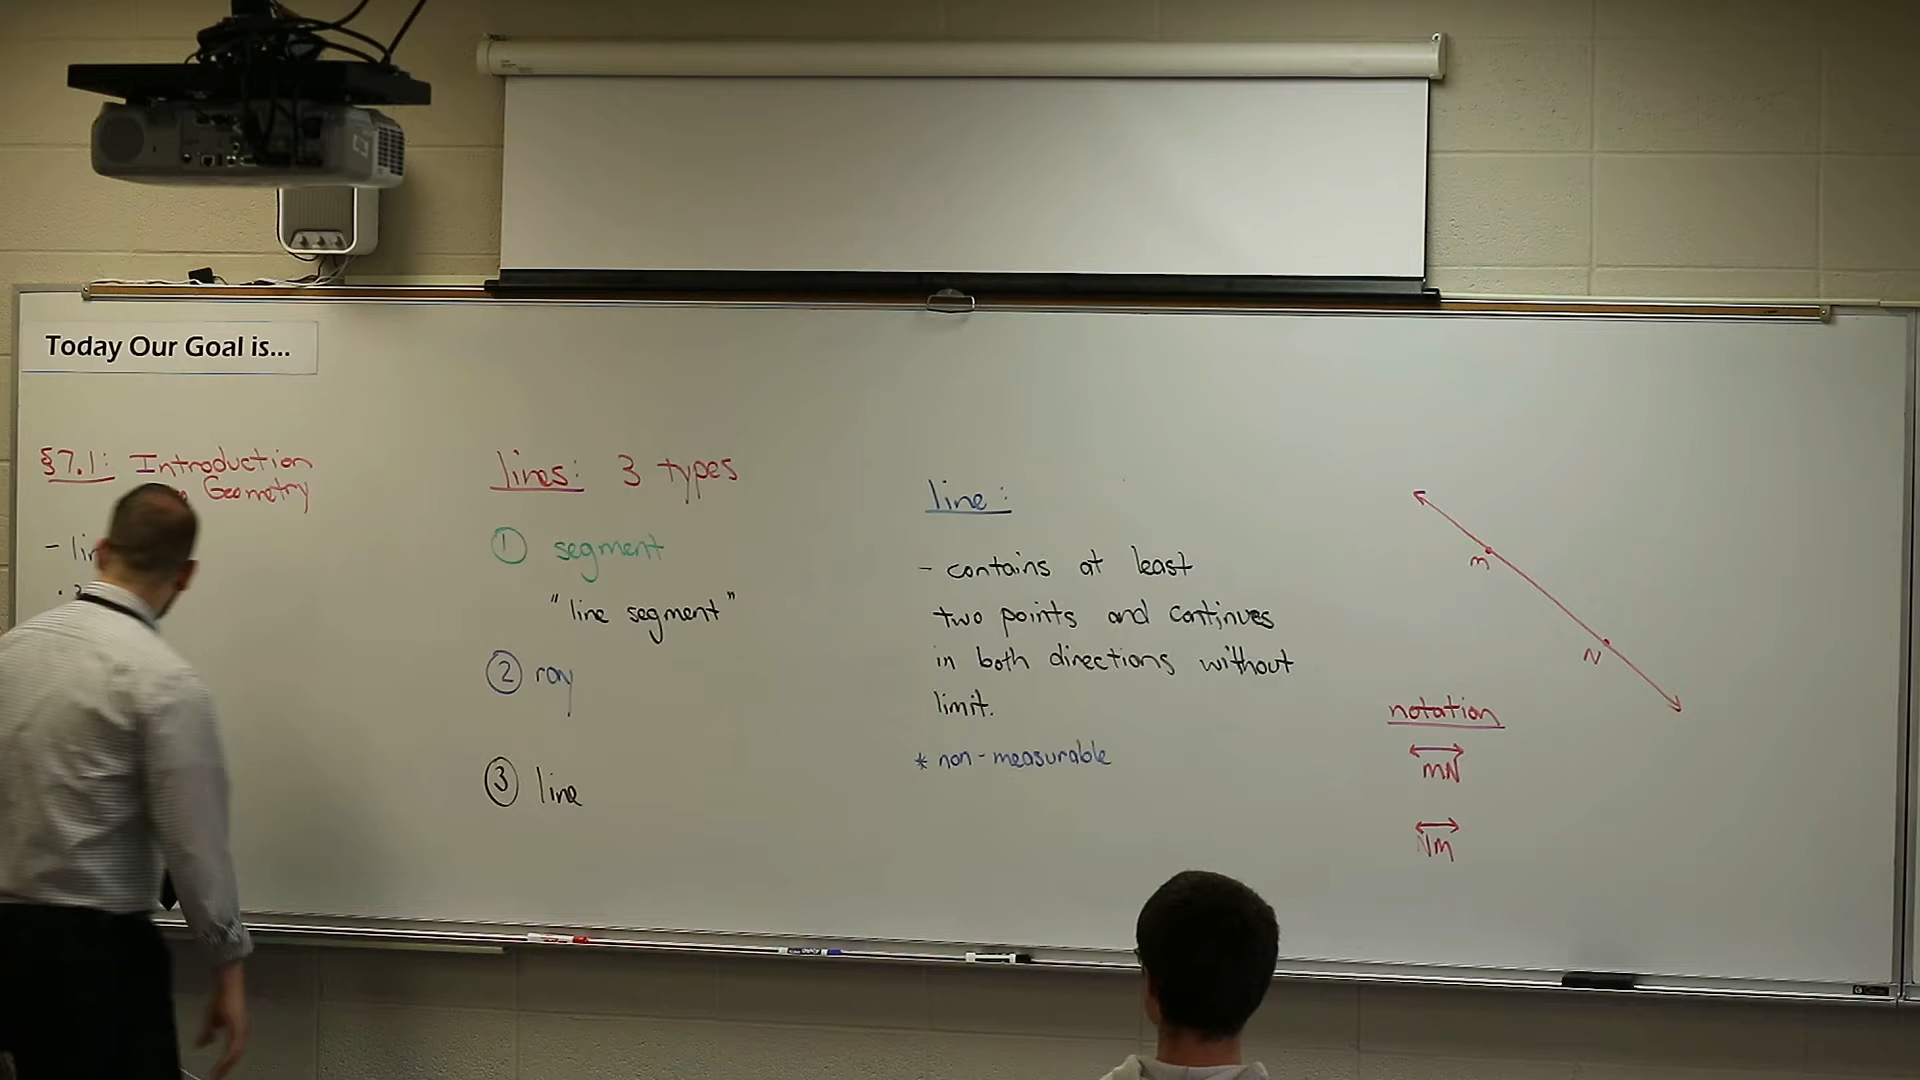 Today Our Goal is...
§7.1: Introduction
Geometry
lines: 3 types
① segment
"line segment"
② ray
③ line
line:
- contains at least
two points and continues
in both directions without
limit.
* non-measurable
M
N
notation
MN
NM